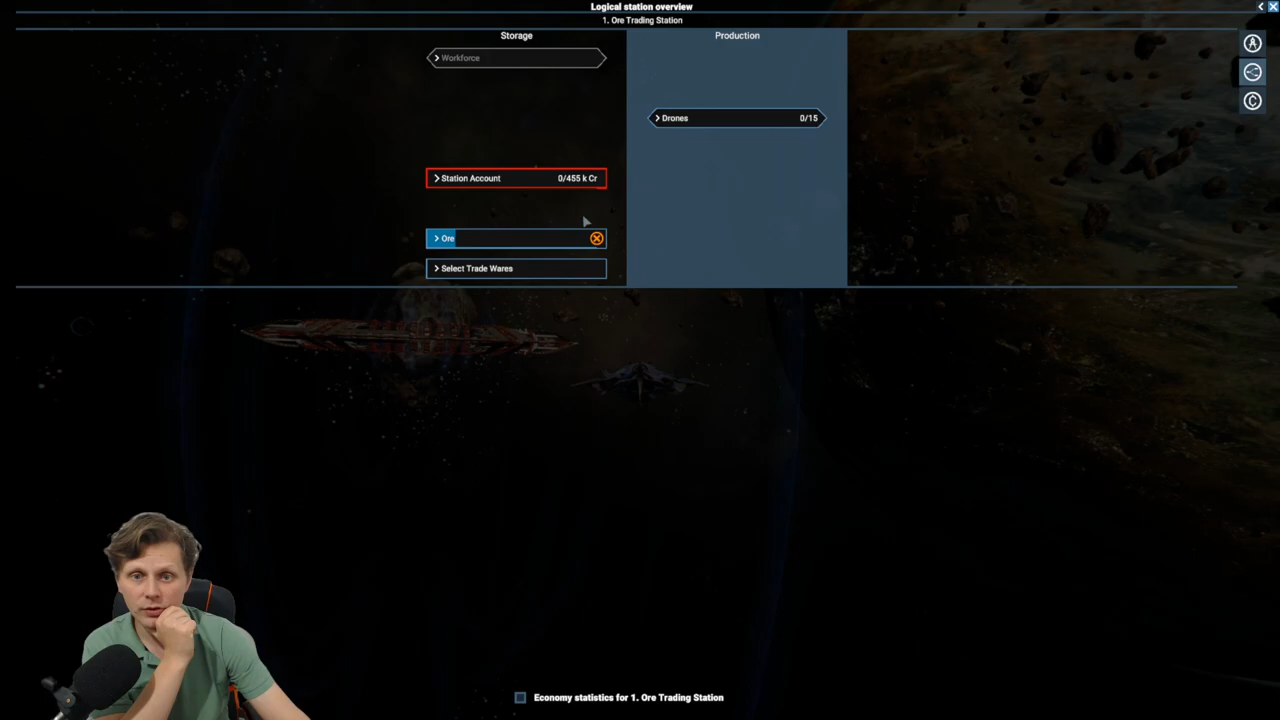 Logical station overview
1. Ore Trading Station
Storage
Production
Workforce
Drones 0/15
Station Account 0/455 k Cr
Ore
Select Trade Wares
Economy statistics for 1. Ore Trading Station